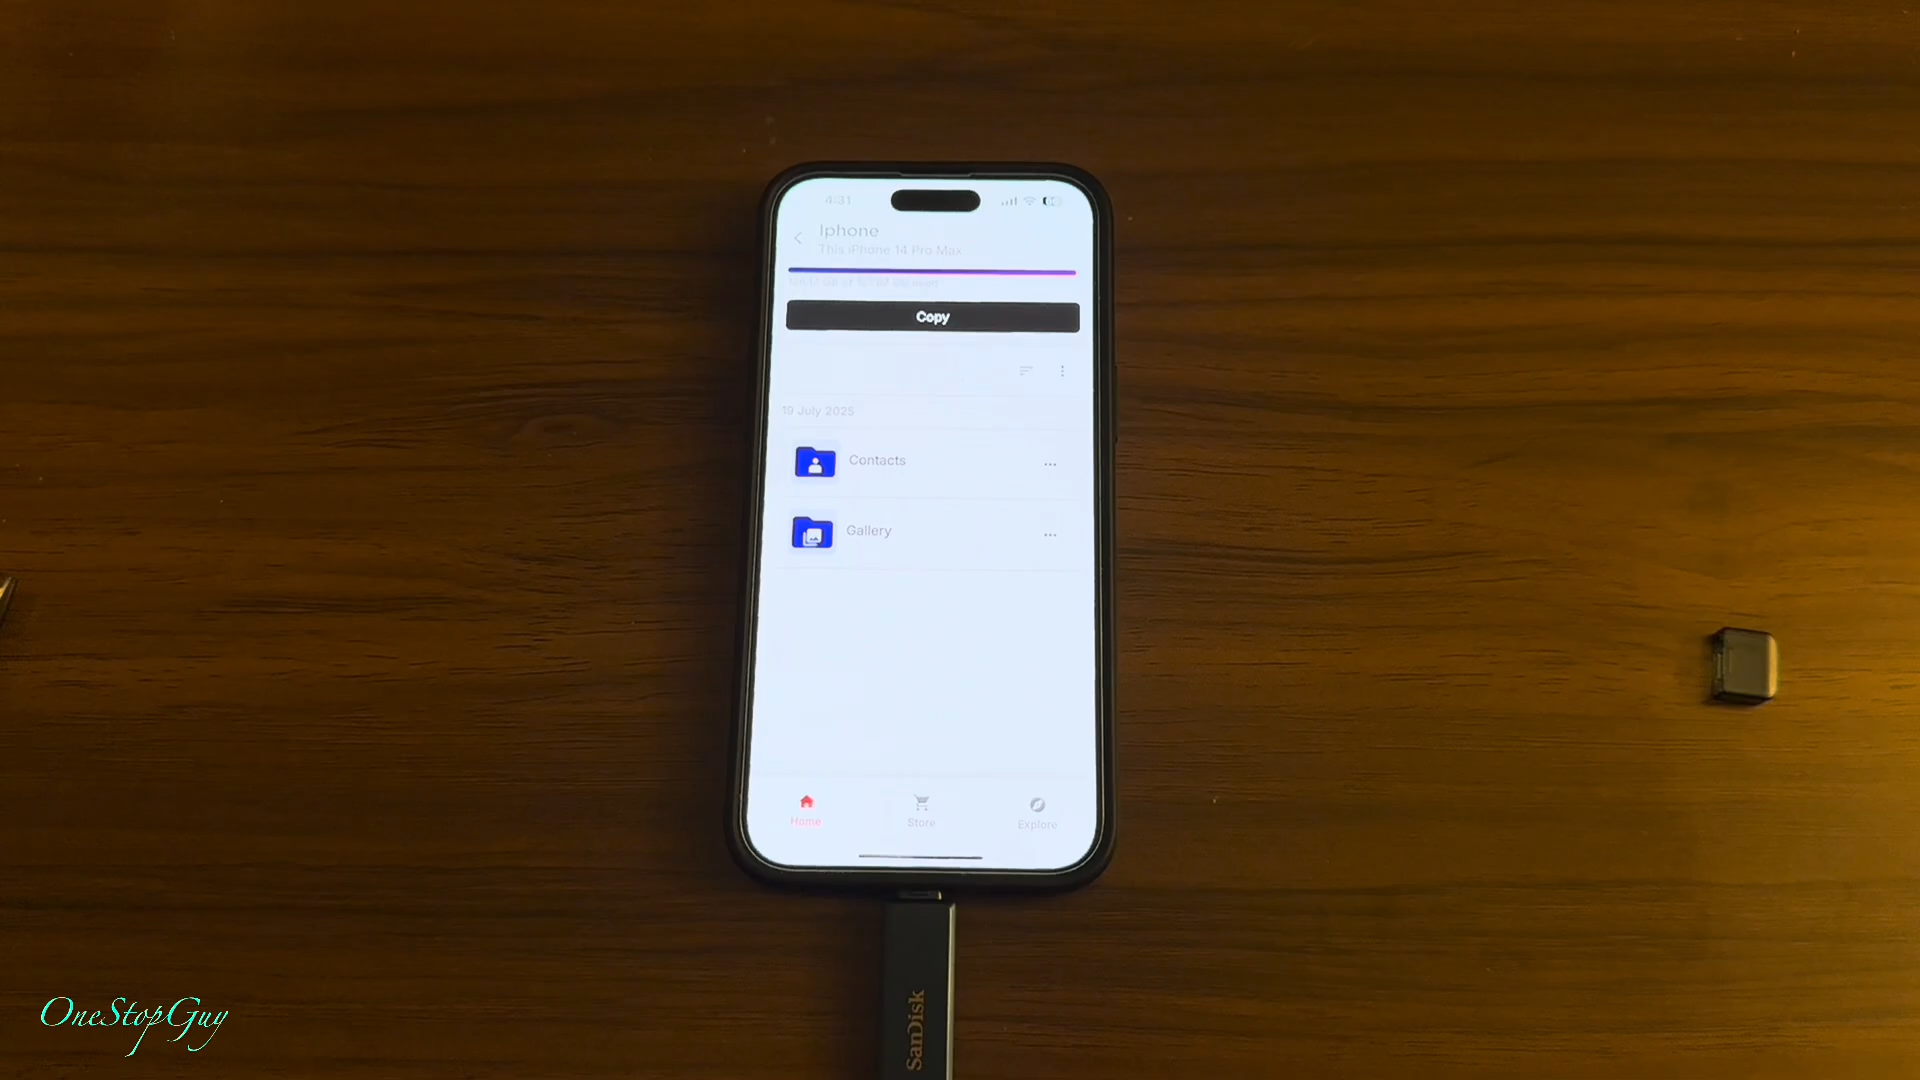 4:31
Iphone
This iPhone 14 Pro Max
Copy
19 July 2025
Contacts
Gallery
Home
Store
Explore
SanDisk
OneStopGuy